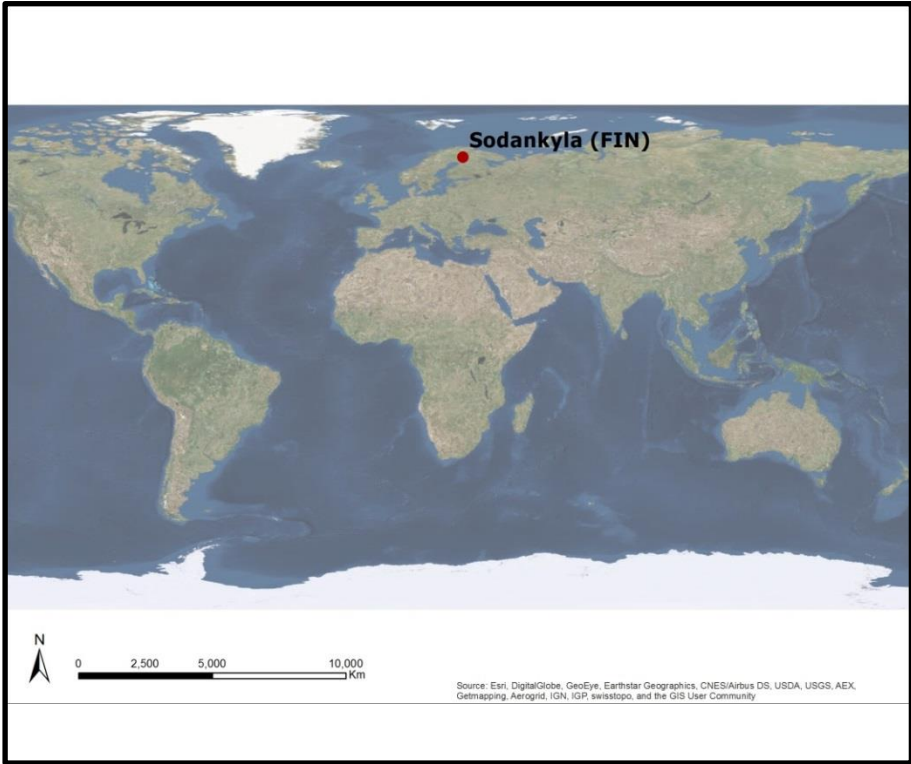 Sodankyla (FIN)
N
0 2,500 5,000 10,000
Km
Source: Esri, DigitalGlobe, GeoEye, Earthstar Geographics, CNES/Airbus DS, USDA, USGS, AEX,
Getmapping, Aerogrid, IGN, IGP, swisstopo, and the GIS User Community